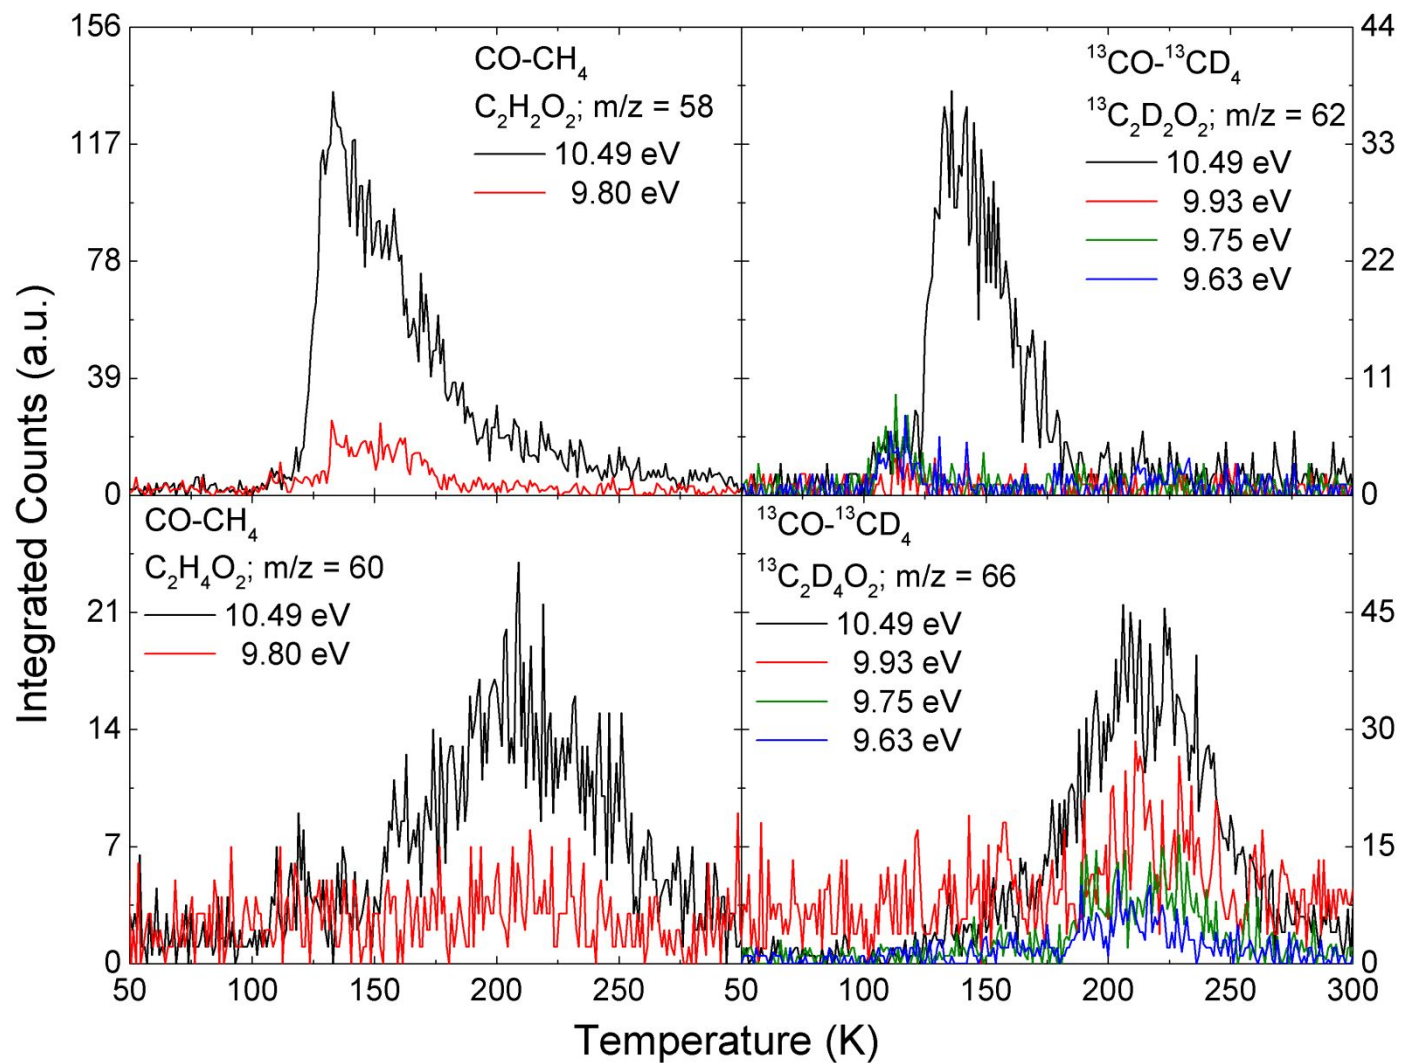 156
117
78
39
0
CO-CH₄
C₂H₂O₂; m/z = 58
10.49 eV
9.80 eV
¹³CO-¹³CD₄
¹³C₂D₂O₂; m/z = 62
10.49 eV
9.93 eV
9.75 eV
9.63 eV
44
33
22
11
0
Integrated Counts (a.u.)
21
14
7
0
CO-CH₄
C₂H₄O₂; m/z = 60
10.49 eV
9.80 eV
¹³CO-¹³CD₄
¹³C₂D₄O₂; m/z = 66
10.49 eV
9.93 eV
9.75 eV
9.63 eV
45
30
15
0
50 100 150 200 250 50 100 150 200 250 300
Temperature (K)